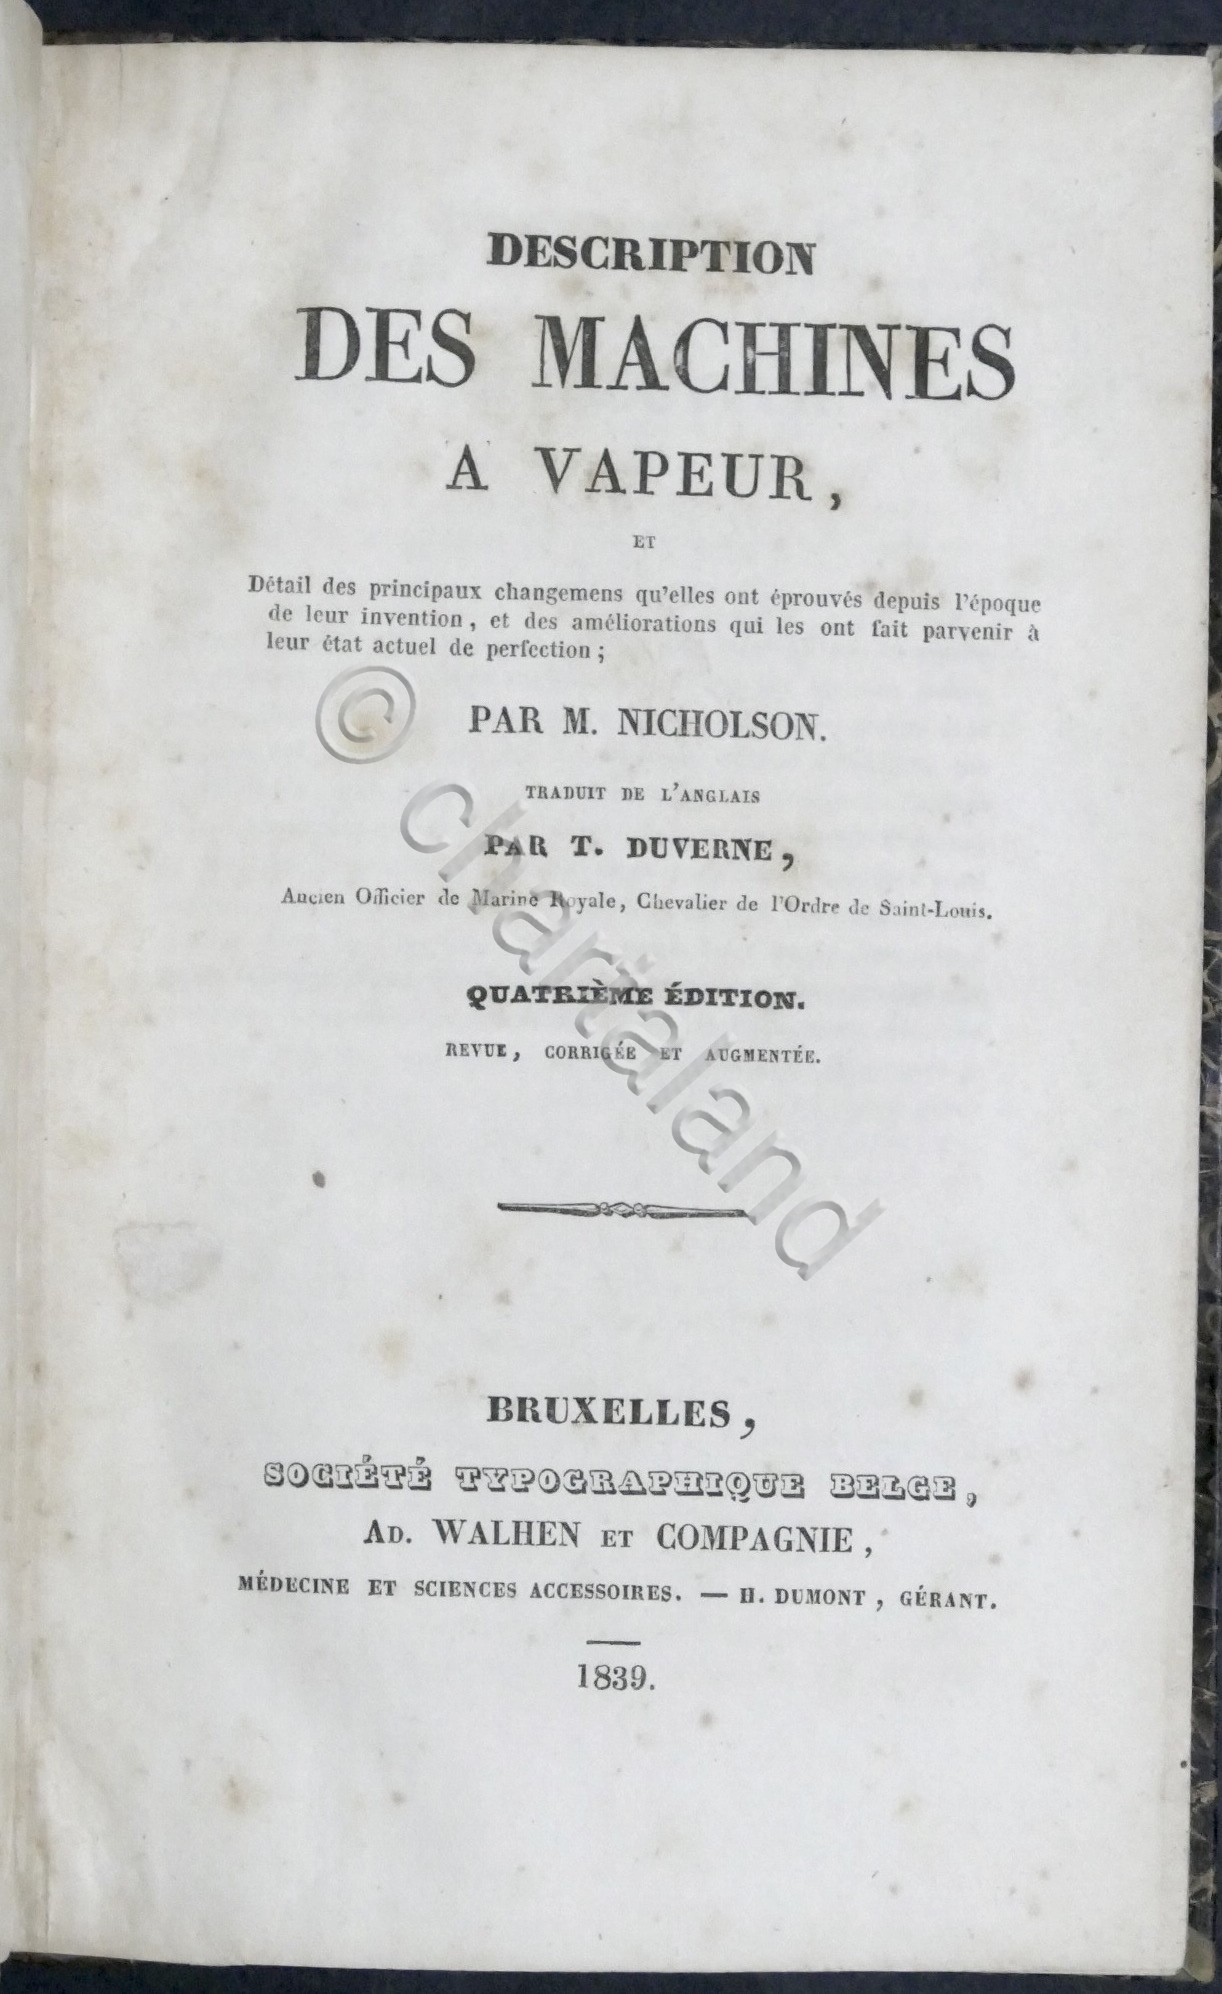 DESCRIPTION
DES MACHINES
A VAPEUR,
ET
Détail des principaux changemens qu'elles ont éprouvés depuis l'époque
de leur invention, et des améliorations qui les ont fait parvenir à
leur état actuel de perfection;
PAR M. NICHOLSON.
TRADUIT DE L'ANGLAIS
PAR T. DUVERNE,
Ancien Officier de Marine Royale, Chevalier de l'Ordre de Saint-Louis.
QUATRIÈME ÉDITION.
REVUE, CORRIGÉE ET AUGMENTÉE.
© chartaland
BRUXELLES,
SOCIÉTÉ TYPOGRAPHIQUE BELGE,
AD. WALHEN ET COMPAGNIE,
MÉDECINE ET SCIENCES ACCESSOIRES. — H. DUMONT, GÉRANT.
1839.